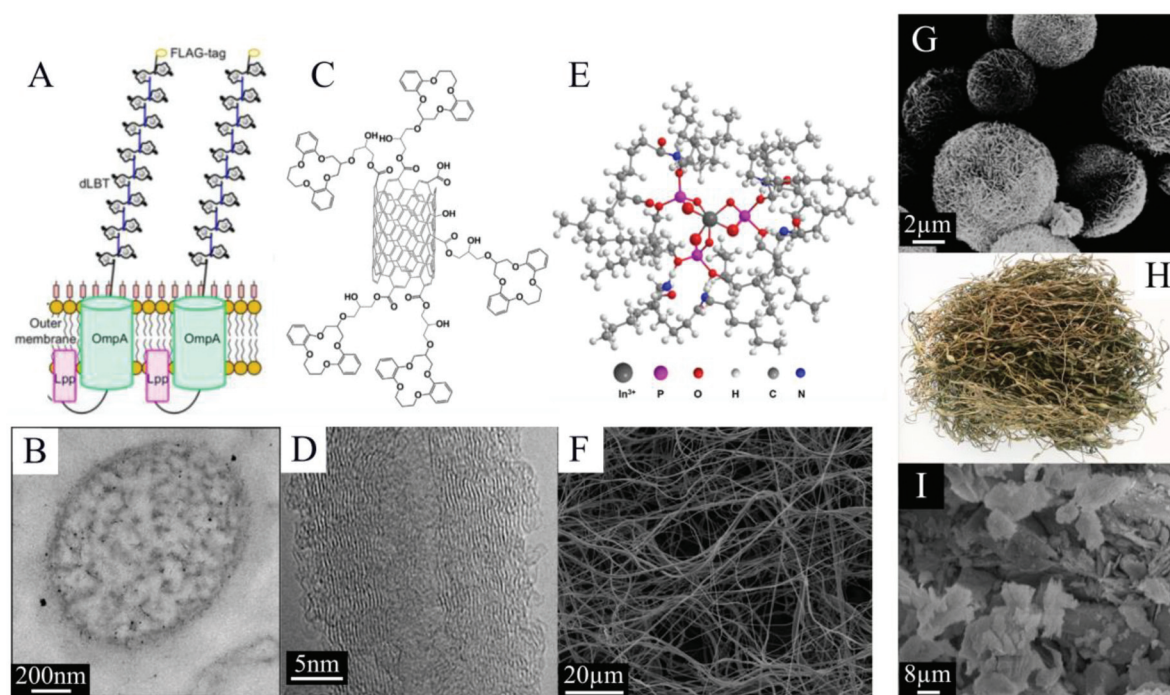 A
FLAG-tag
dLBT
Outer
membrane
OmpA
OmpA
Lpp
Lpp
B
200nm
C
OH
HO
O
OH
OH
OH
HO
OH
D
5nm
E
In³⁺ P O H C N
F
20µm
G
2µm
H
I
8µm